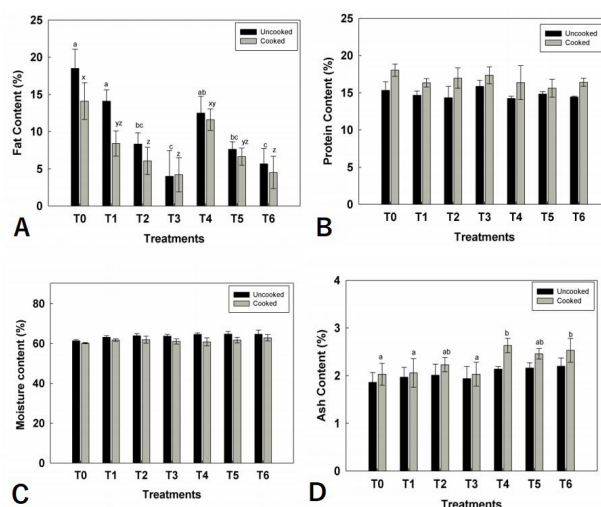 25
20
15
10
5
0
Fat Content (%)
Uncooked
Cooked
a
x
a
yz
bc
z
c
z
ab
xy
bc
yz
c
z
T0 T1 T2 T3 T4 T5 T6
Treatments
A
25
20
15
10
5
0
Protein Content (%)
Uncooked
Cooked
T0 T1 T2 T3 T4 T5 T6
Treatments
B
80
60
40
20
0
Moisture content (%)
Uncooked
Cooked
T0 T1 T2 T3 T4 T5 T6
Treatments
C
4
3
2
1
0
Ash Content (%)
Uncooked
Cooked
a
a
ab
a
b
ab
b
T0 T1 T2 T3 T4 T5 T6
Treatments
D